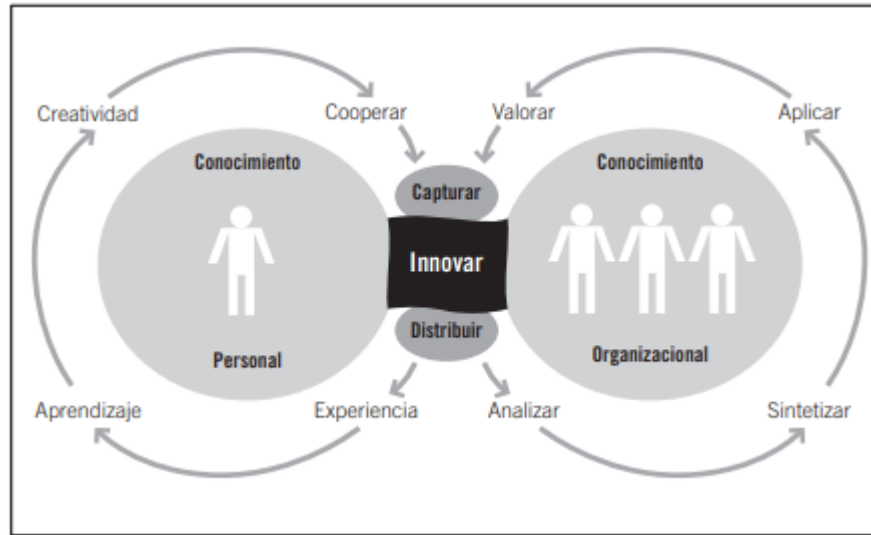 Creatividad
Cooperar
Valorar
Aplicar
Conocimiento
Capturar
Conocimiento
Innovar
Personal
Distribuir
Organizacional
Aprendizaje
Experiencia
Analizar
Sintetizar